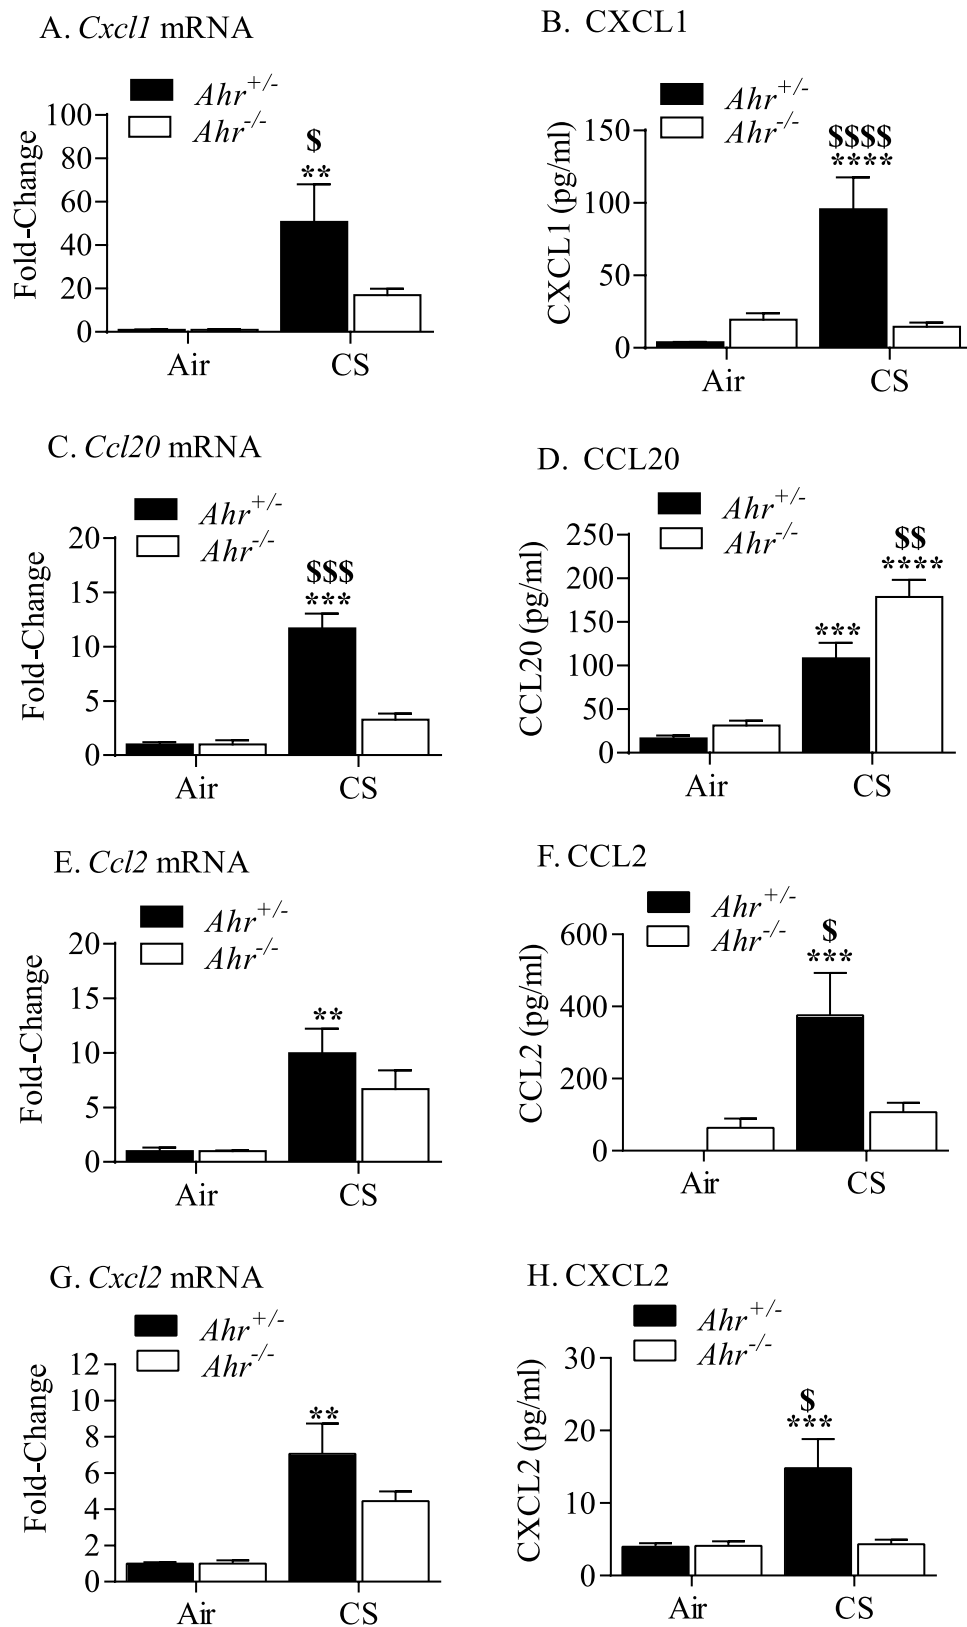 A. Cxcl1 mRNA
Ahr+/-
Ahr-/-
Fold-Change
100
80
60
40
20
0
$
**
Air
CS
B. CXCL1
Ahr+/-
Ahr-/-
CXCL1 (pg/ml)
150
100
50
0
$$$$
****
Air
CS
C. Ccl20 mRNA
Ahr+/-
Ahr-/-
Fold-Change
20
15
10
5
0
$$$
***
Air
CS
D. CCL20
Ahr+/-
Ahr-/-
CCL20 (pg/ml)
250
200
150
100
50
0
***
$$
****
Air
CS
E. Ccl2 mRNA
Ahr+/-
Ahr-/-
Fold-Change
20
15
10
5
0
**
Air
CS
F. CCL2
Ahr+/-
Ahr-/-
CCL2 (pg/ml)
600
400
200
0
$
***
Air
CS
G. Cxcl2 mRNA
Ahr+/-
Ahr-/-
Fold-Change
12
10
8
6
4
2
0
**
Air
CS
H. CXCL2
Ahr+/-
Ahr-/-
CXCL2 (pg/ml)
30
20
10
0
$
***
Air
CS